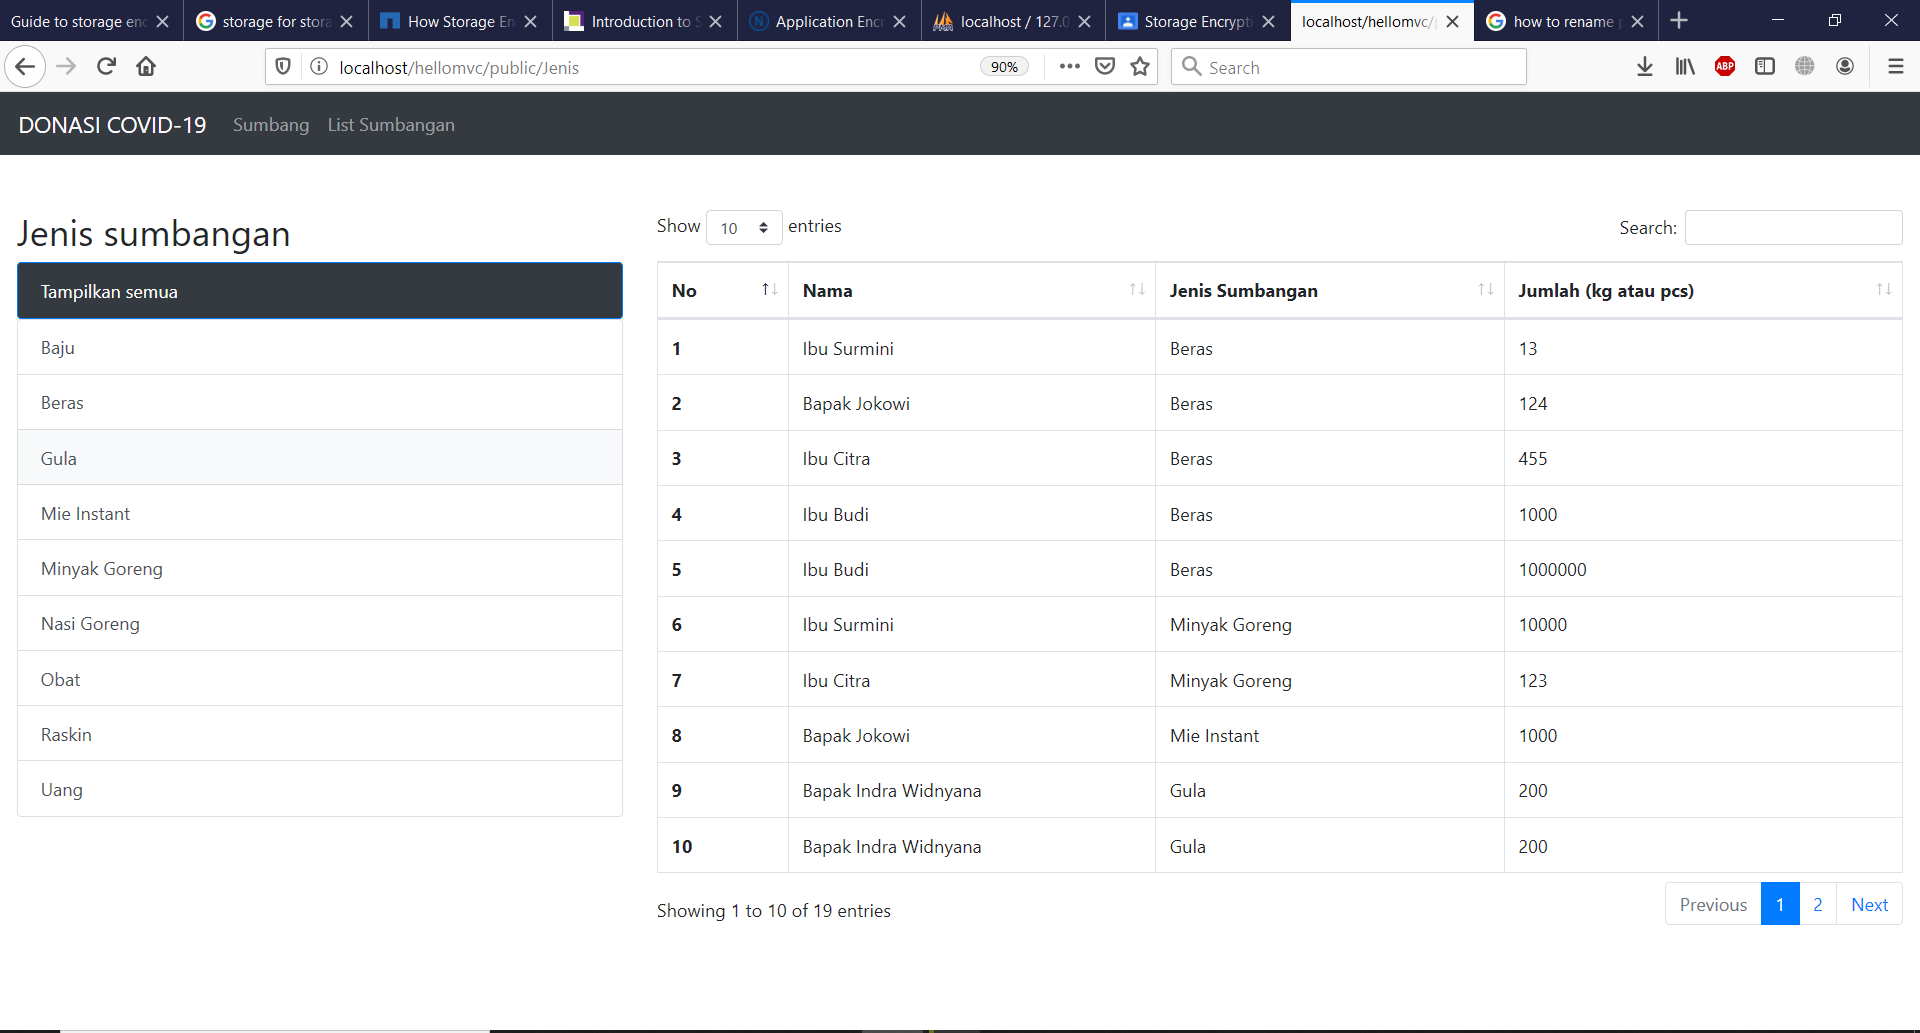 Guide to storage enc
storage for stora
How Storage En
Introduction to S
Application Encr
localhost / 127.0
Storage Encrypti
localhost/hellomvc/
how to rename
localhost/hellomvc/public/Jenis
90%
Search
ABP
DONASI COVID-19 Sumbang List Sumbangan
Jenis sumbangan
Tampilkan semua
Baju
Beras
Gula
Mie Instant
Minyak Goreng
Nasi Goreng
Obat
Raskin
Uang
Show 10 entries
Search:
No Nama Jenis Sumbangan Jumlah (kg atau pcs)
1 Ibu Surmini Beras 13
2 Bapak Jokowi Beras 124
3 Ibu Citra Beras 455
4 Ibu Budi Beras 1000
5 Ibu Budi Beras 1000000
6 Ibu Surmini Minyak Goreng 10000
7 Ibu Citra Minyak Goreng 123
8 Bapak Jokowi Mie Instant 1000
9 Bapak Indra Widnyana Gula 200
10 Bapak Indra Widnyana Gula 200
Showing 1 to 10 of 19 entries
Previous 1 2 Next